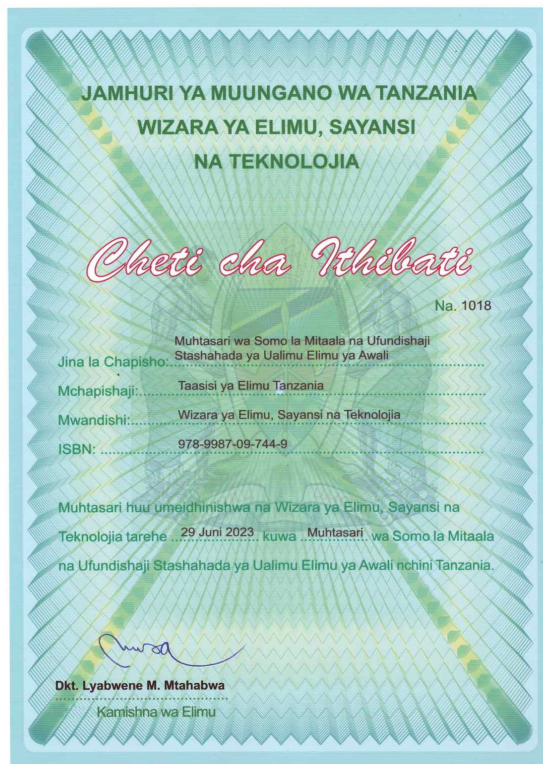 JAMHURI YA MUUNGANO WA TANZANIA
WIZARA YA ELIMU, SAYANSI
NA TEKNOLOJIA
Cheti cha Ithibati
Na. 1018
Muhtasari wa Somo la Mitaala na Ufundishaji
Jina la Chapisho: Stashahada ya Ualimu Elimu ya Awali
Mchapishaji: Taasisi ya Elimu Tanzania
Mwandishi: Wizara ya Elimu, Sayansi na Teknolojia
ISBN: 978-9987-09-744-9
Muhtasari huu umeidhinishwa na Wizara ya Elimu, Sayansi na
Teknolojia tarehe 29 Juni 2023 kuwa Muhtasari wa Somo la Mitaala
na Ufundishaji Stashahada ya Ualimu Elimu ya Awali nchini Tanzania.
Dkt. Lyabwene M. Mtahabwa
Kamishna wa Elimu